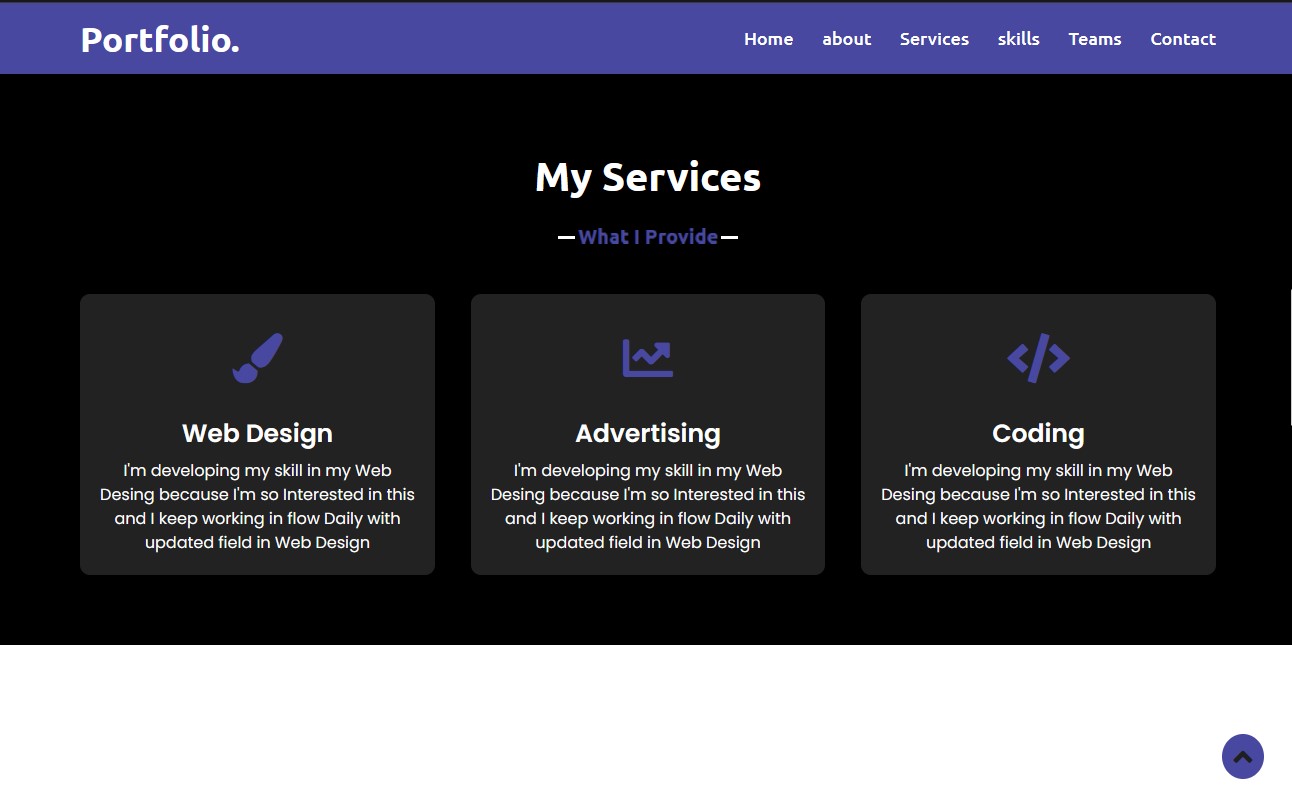 Portfolio.
Home about Services skills Teams Contact
My Services
What I Provide
Web Design
I'm developing my skill in my Web
Desing because I'm so Interested in this
and I keep working in flow Daily with
updated field in Web Design
Advertising
I'm developing my skill in my Web
Desing because I'm so Interested in this
and I keep working in flow Daily with
updated field in Web Design
Coding
I'm developing my skill in my Web
Desing because I'm so Interested in this
and I keep working in flow Daily with
updated field in Web Design